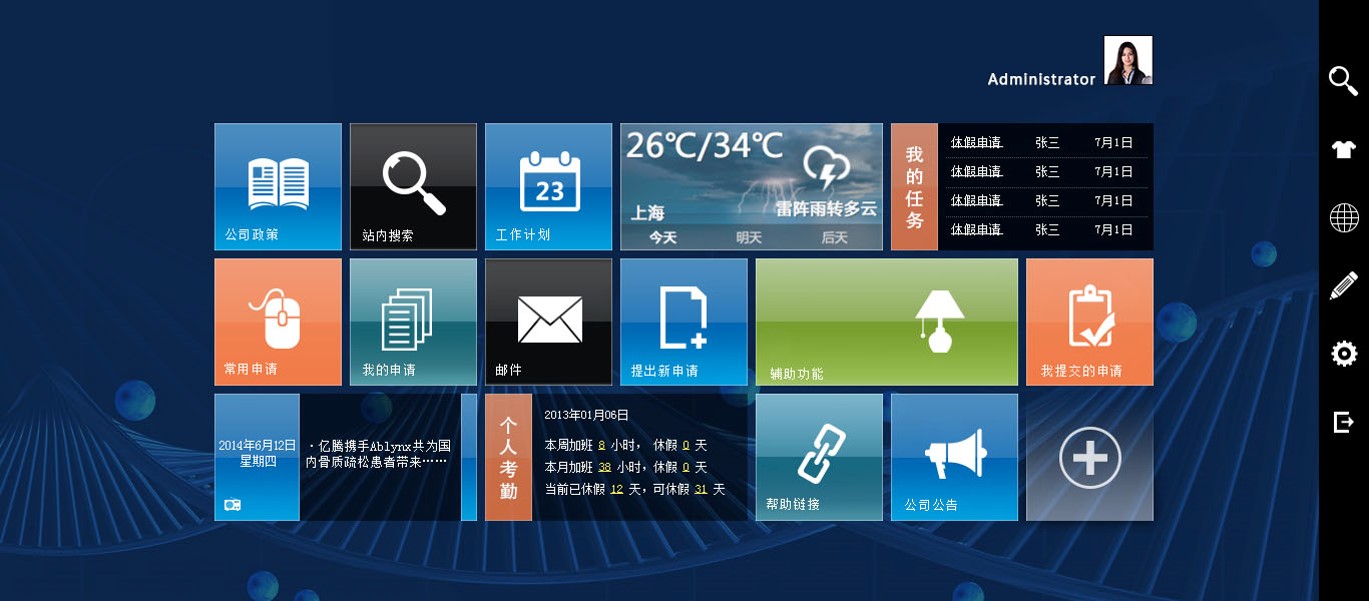 Administrator
公司政策
站内搜索
23
工作计划
26℃/34℃
上海
雷阵雨转多云
今天 明天 后天
我的任务
休假申请 张三 7月1日
休假申请 张三 7月1日
休假申请 张三 7月1日
休假申请 张三 7月1日
常用申请
我的申请
邮件
提出新申请
辅助功能
我提交的申请
2014年6月12日
星期四
·亿腾携手Ablynx共为国
内骨质疏松患者带来……
个人考勤
2013年01月06日
本周加班 8 小时， 休假 0 天
本月加班 38 小时，休假 0 天
当前已休假 12 天，可休假 31 天
帮助链接
公司公告